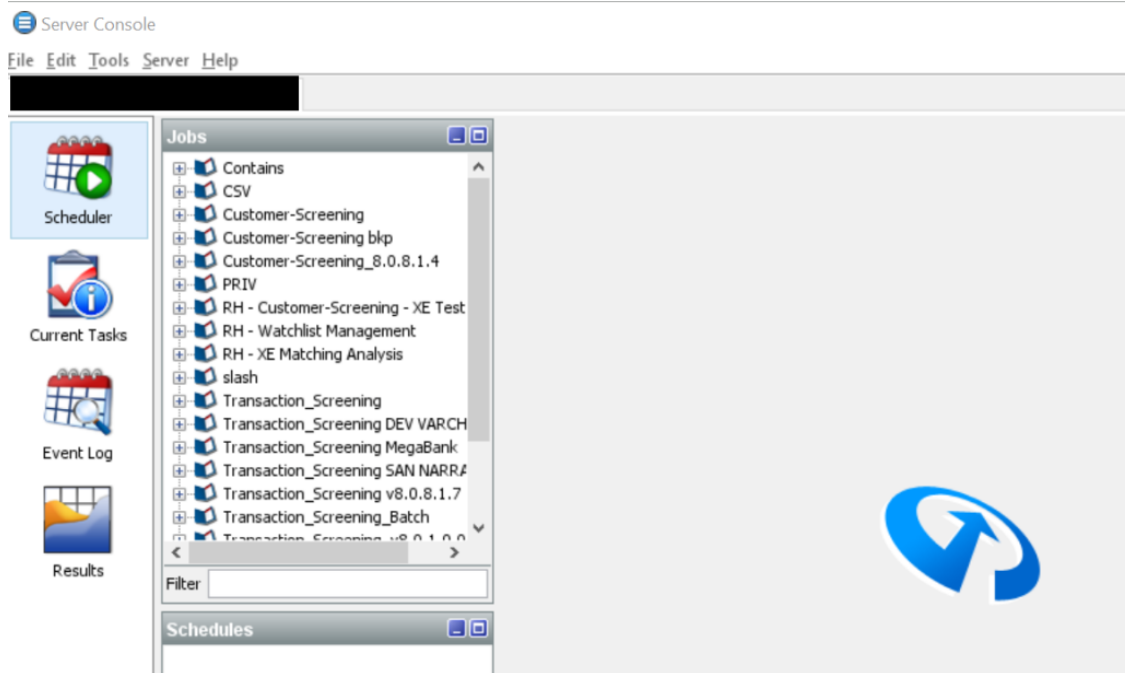 Server Console
File Edit Tools Server Help
Scheduler
Current Tasks
Event Log
Results
Jobs
Contains
CSV
Customer-Screening
Customer-Screening bkp
Customer-Screening_8.0.8.1.4
PRIV
RH - Customer-Screening - XE Test
RH - Watchlist Management
RH - XE Matching Analysis
slash
Transaction_Screening
Transaction_Screening DEV VARCH
Transaction_Screening MegaBank
Transaction_Screening SAN NARRA
Transaction_Screening v8.0.8.1.7
Transaction_Screening_Batch
Filter
Schedules